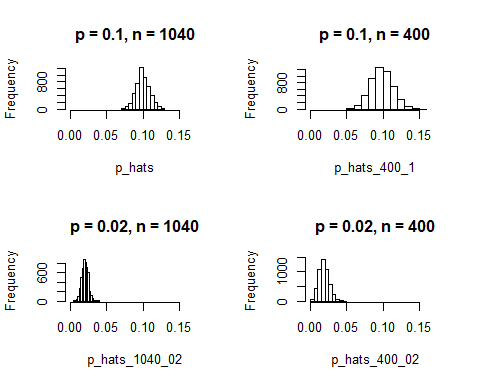 p = 0.1, n = 1040
Frequency
0 800
0.00 0.05 0.10 0.15
p_hats
p = 0.1, n = 400
Frequency
0 800
0.00 0.05 0.10 0.15
p_hats_400_1
p = 0.02, n = 1040
Frequency
0 600
0.00 0.05 0.10 0.15
p_hats_1040_02
p = 0.02, n = 400
Frequency
0 1000
0.00 0.05 0.10 0.15
p_hats_400_02